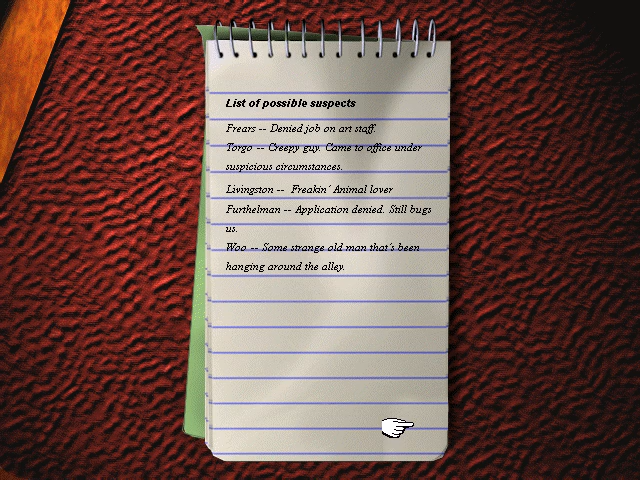 List of possible suspects
Frears -- Denied job on art staff.
Torgo -- Creepy guy. Came to office under
suspicious circumstances.
Livingston -- Freakin' Animal lover
Furthelman -- Application denied. Still bugs
us.
Woo -- Some strange old man that's been
hanging around the alley.